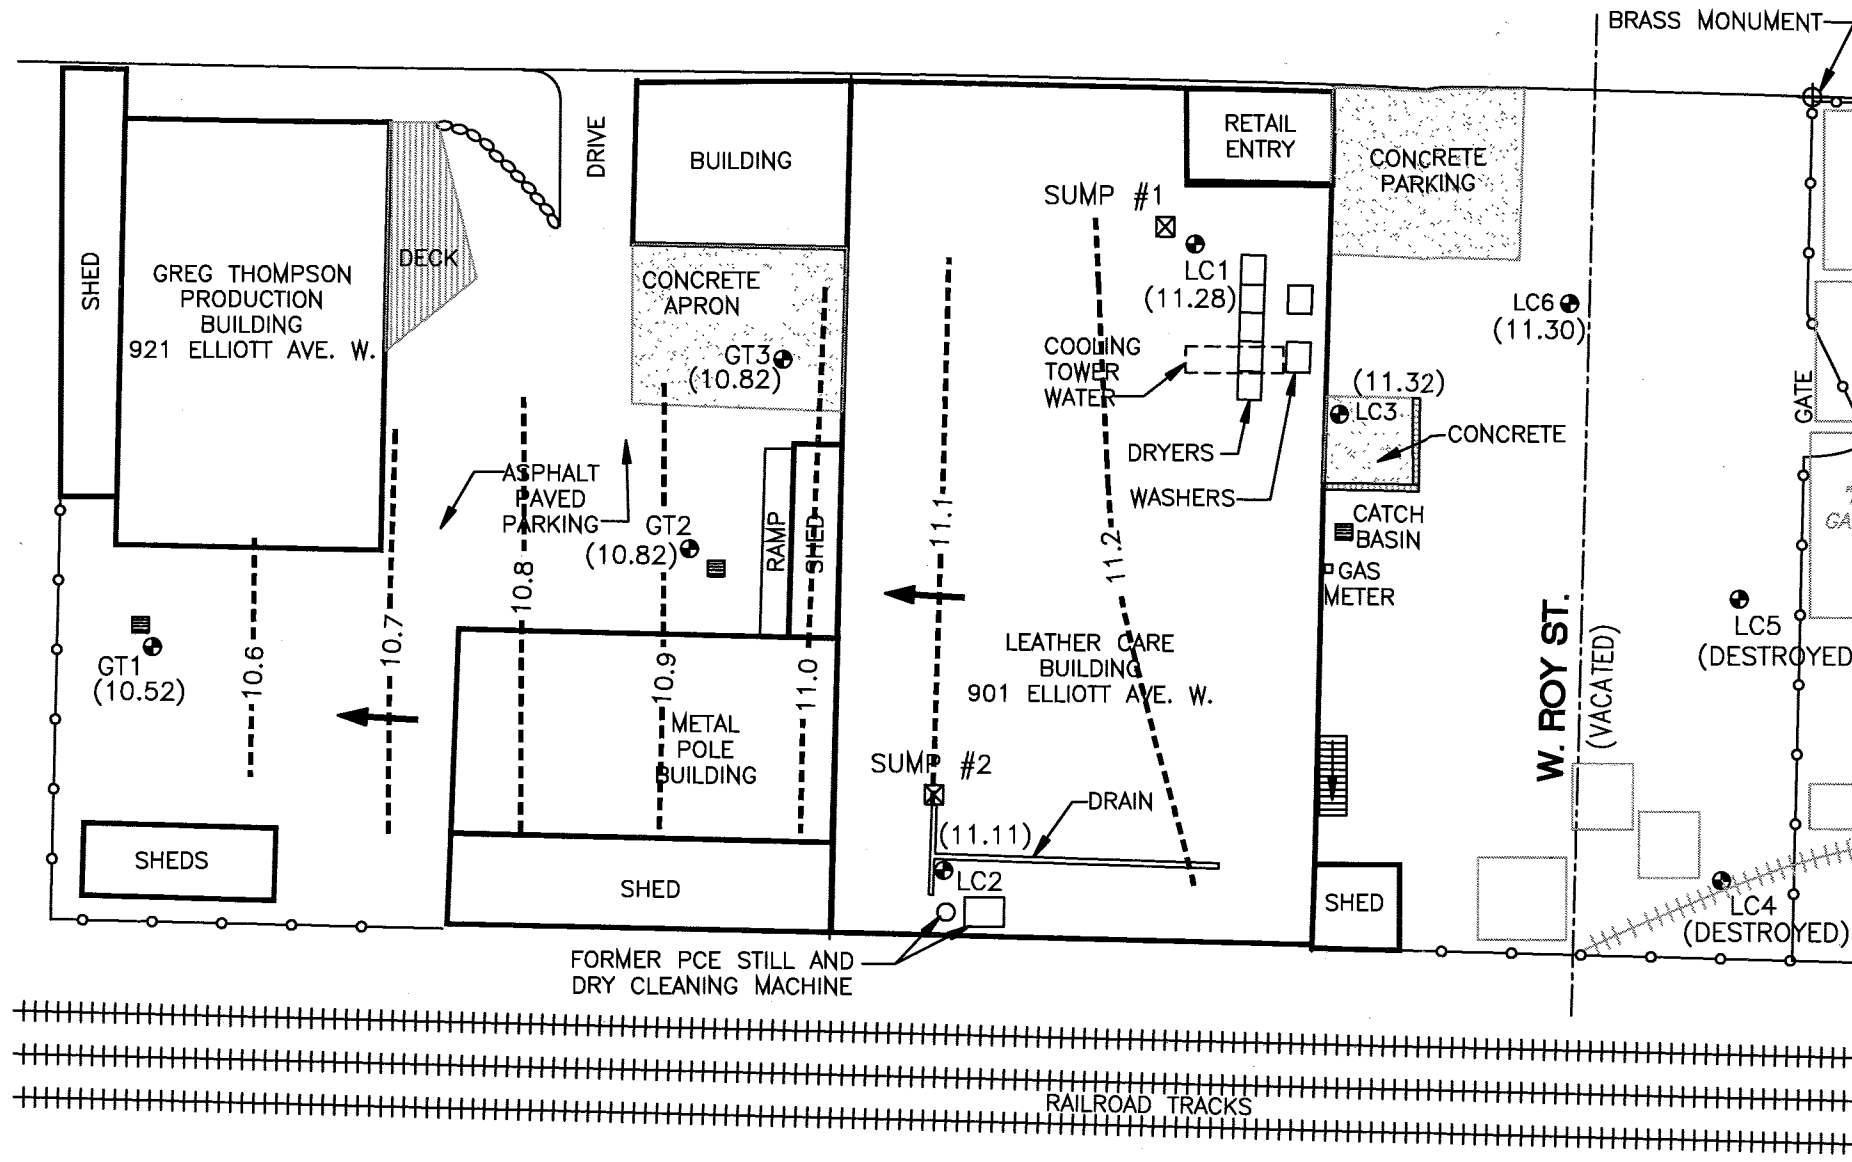 BRASS MONUMENT
RETAIL
ENTRY
CONCRETE
PARKING
DRIVE
BUILDING
SUMP #1
SHED
GREG THOMPSON
PRODUCTION
BUILDING
921 ELLIOTT AVE. W.
DECK
CONCRETE
APRON
LC1
(11.28)
LC6
(11.30)
GT3
(10.82)
COOLING
TOWER
WATER
(11.32)
LC3
GATE
CONCRETE
DRYERS
WASHERS
ASPHALT
PAVED
PARKING
GT2
(10.82)
RAMP
SHED
11.1
11.2
CATCH
BASIN
GAS
METER
10.8
LC5
(DESTROYED
GT1
(10.52)
10.6
10.7
10.9
11.0
LEATHER CARE
BUILDING
901 ELLIOTT AVE. W.
W. ROY ST.
(VACATED)
METAL
POLE
BUILDING
SUMP #2
DRAIN
(11.11)
SHEDS
SHED
LC2
SHED
LC4
(DESTROYED)
FORMER PCE STILL AND
DRY CLEANING MACHINE
RAILROAD TRACKS